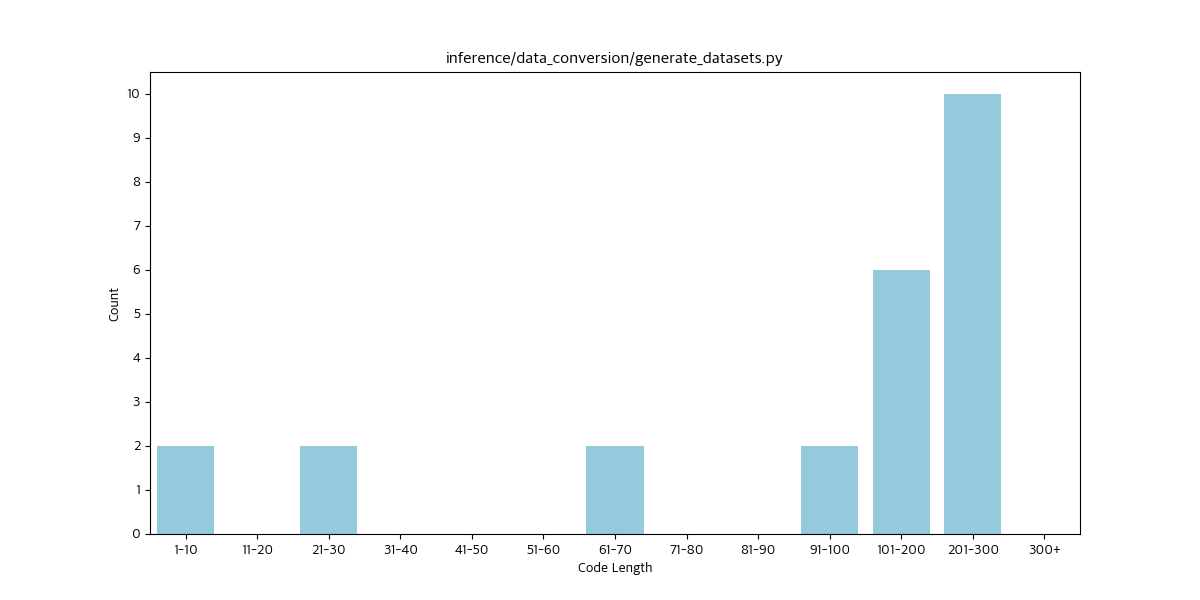 inference/data_conversion/generate_datasets.py
10
9
8
7
6
5
4
3
2
1
0
Count
1-10 11-20 21-30 31-40 41-50 51-60 61-70 71-80 81-90 91-100 101-200 201-300 300+
Code Length